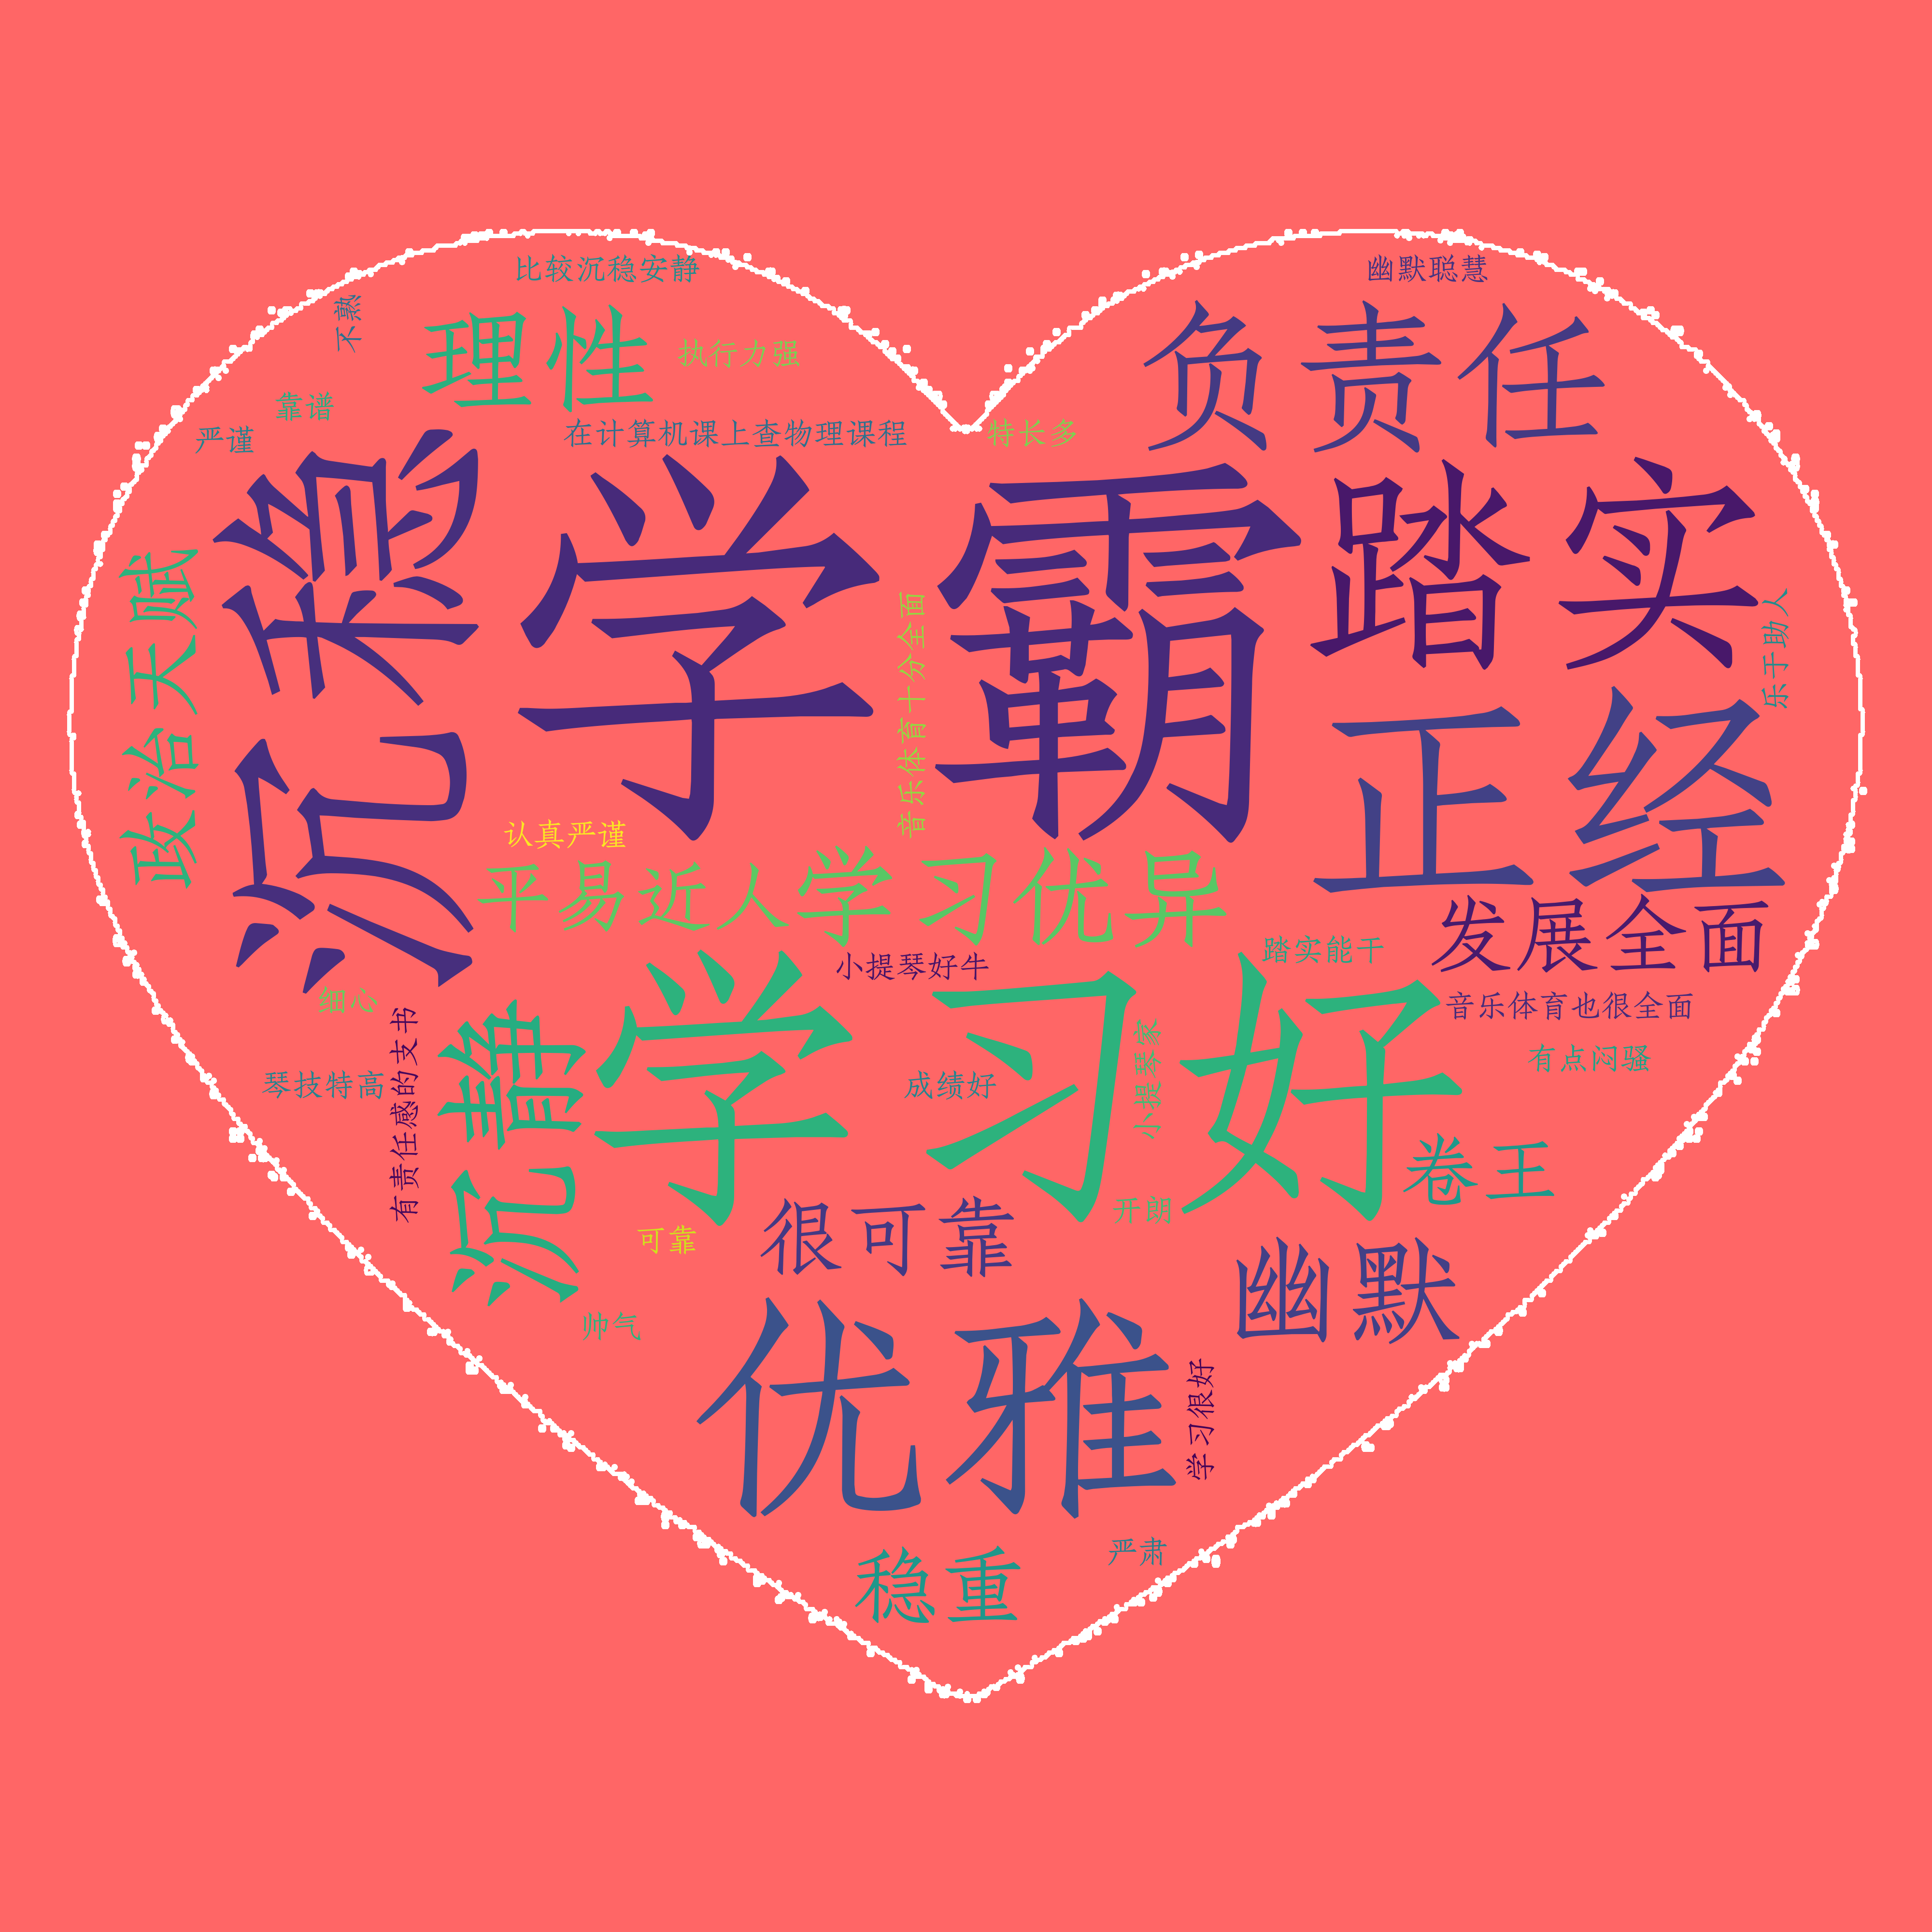 比较沉稳安静
幽默聪慧
不熟
理性
执行力强
负责任
靠谱
严谨
在计算机课上查物理课程
特长多
沉稳
学霸
踏实
政治天赋
音乐体育十分全面
乐于助人
正经
认真严谨
平易近人
学习优异
发展全面
小提琴好牛
踏实能干
细心
有责任感的支书
沉静
学习好
音乐体育也很全面
琴技特高
成绩好
小提琴家
有点闷骚
卷王
很可靠
开朗
可靠
幽默
帅气
优雅
学习很好
稳重
严肃